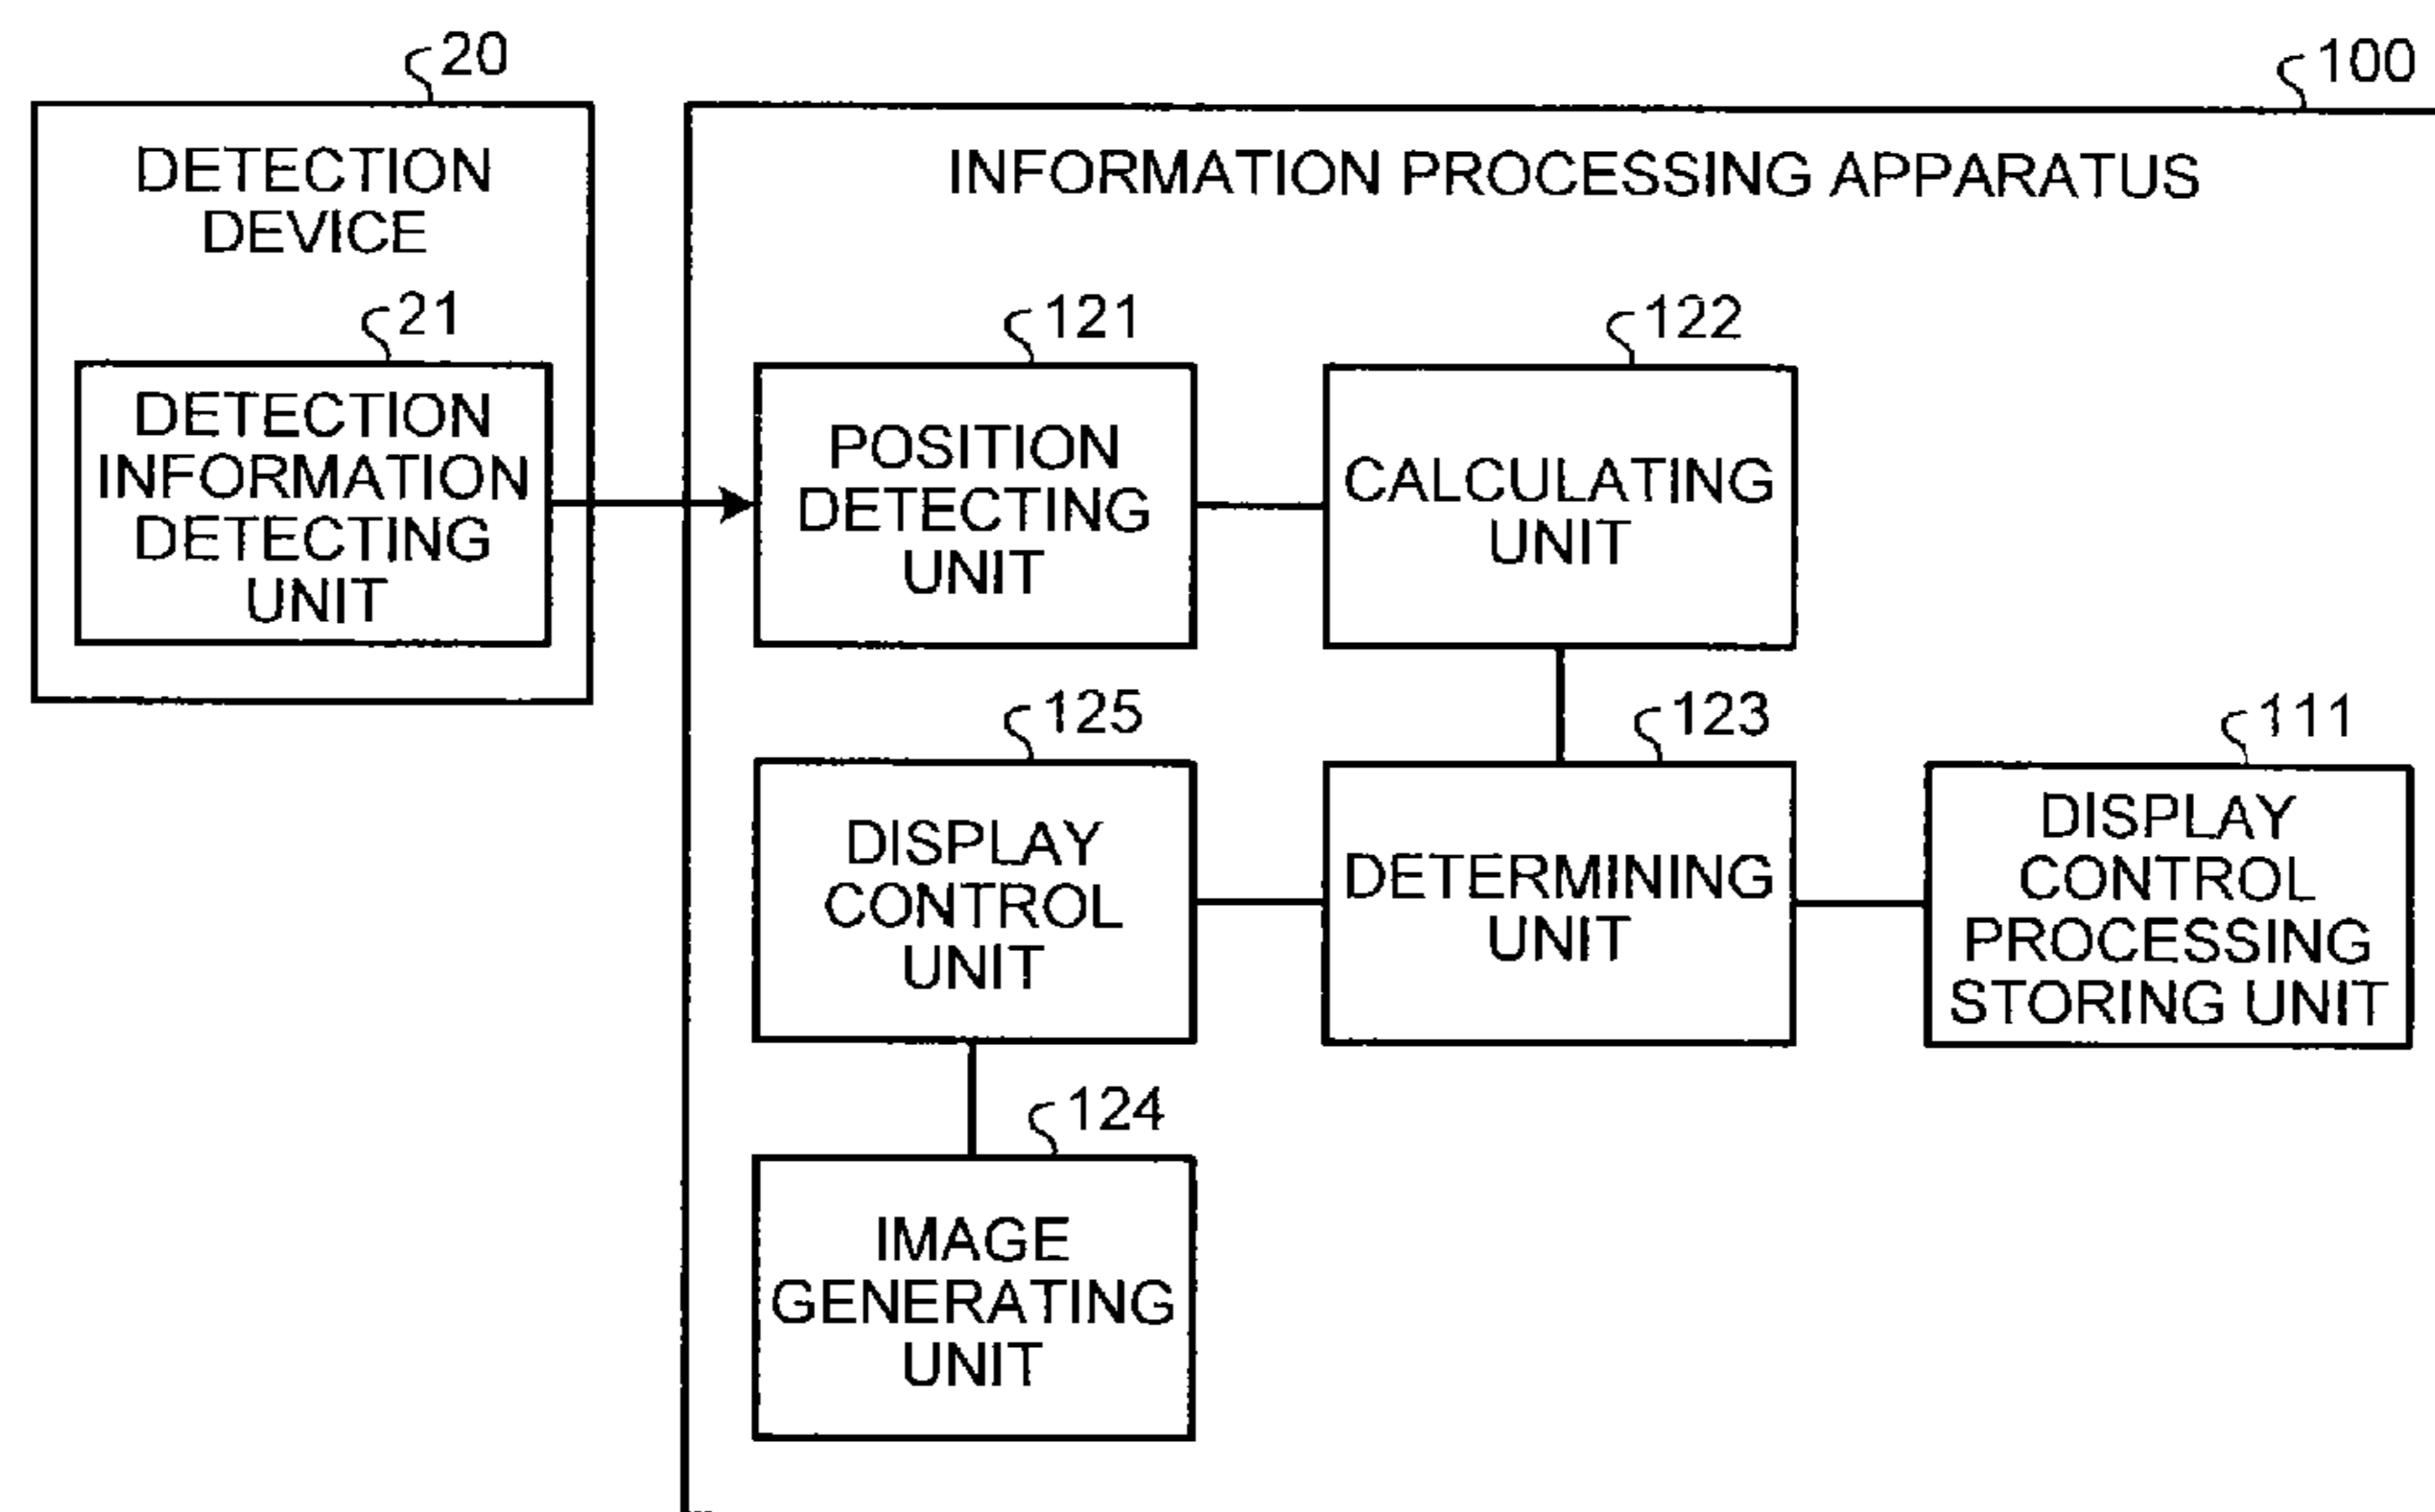 20
DETECTION
DEVICE
21
DETECTION
INFORMATION
DETECTING
UNIT
100
INFORMATION PROCESSING APPARATUS
121
POSITION
DETECTING
UNIT
122
CALCULATING
UNIT
125
DISPLAY
CONTROL
UNIT
123
DETERMINING
UNIT
111
DISPLAY
CONTROL
PROCESSING
STORING UNIT
124
IMAGE
GENERATING
UNIT